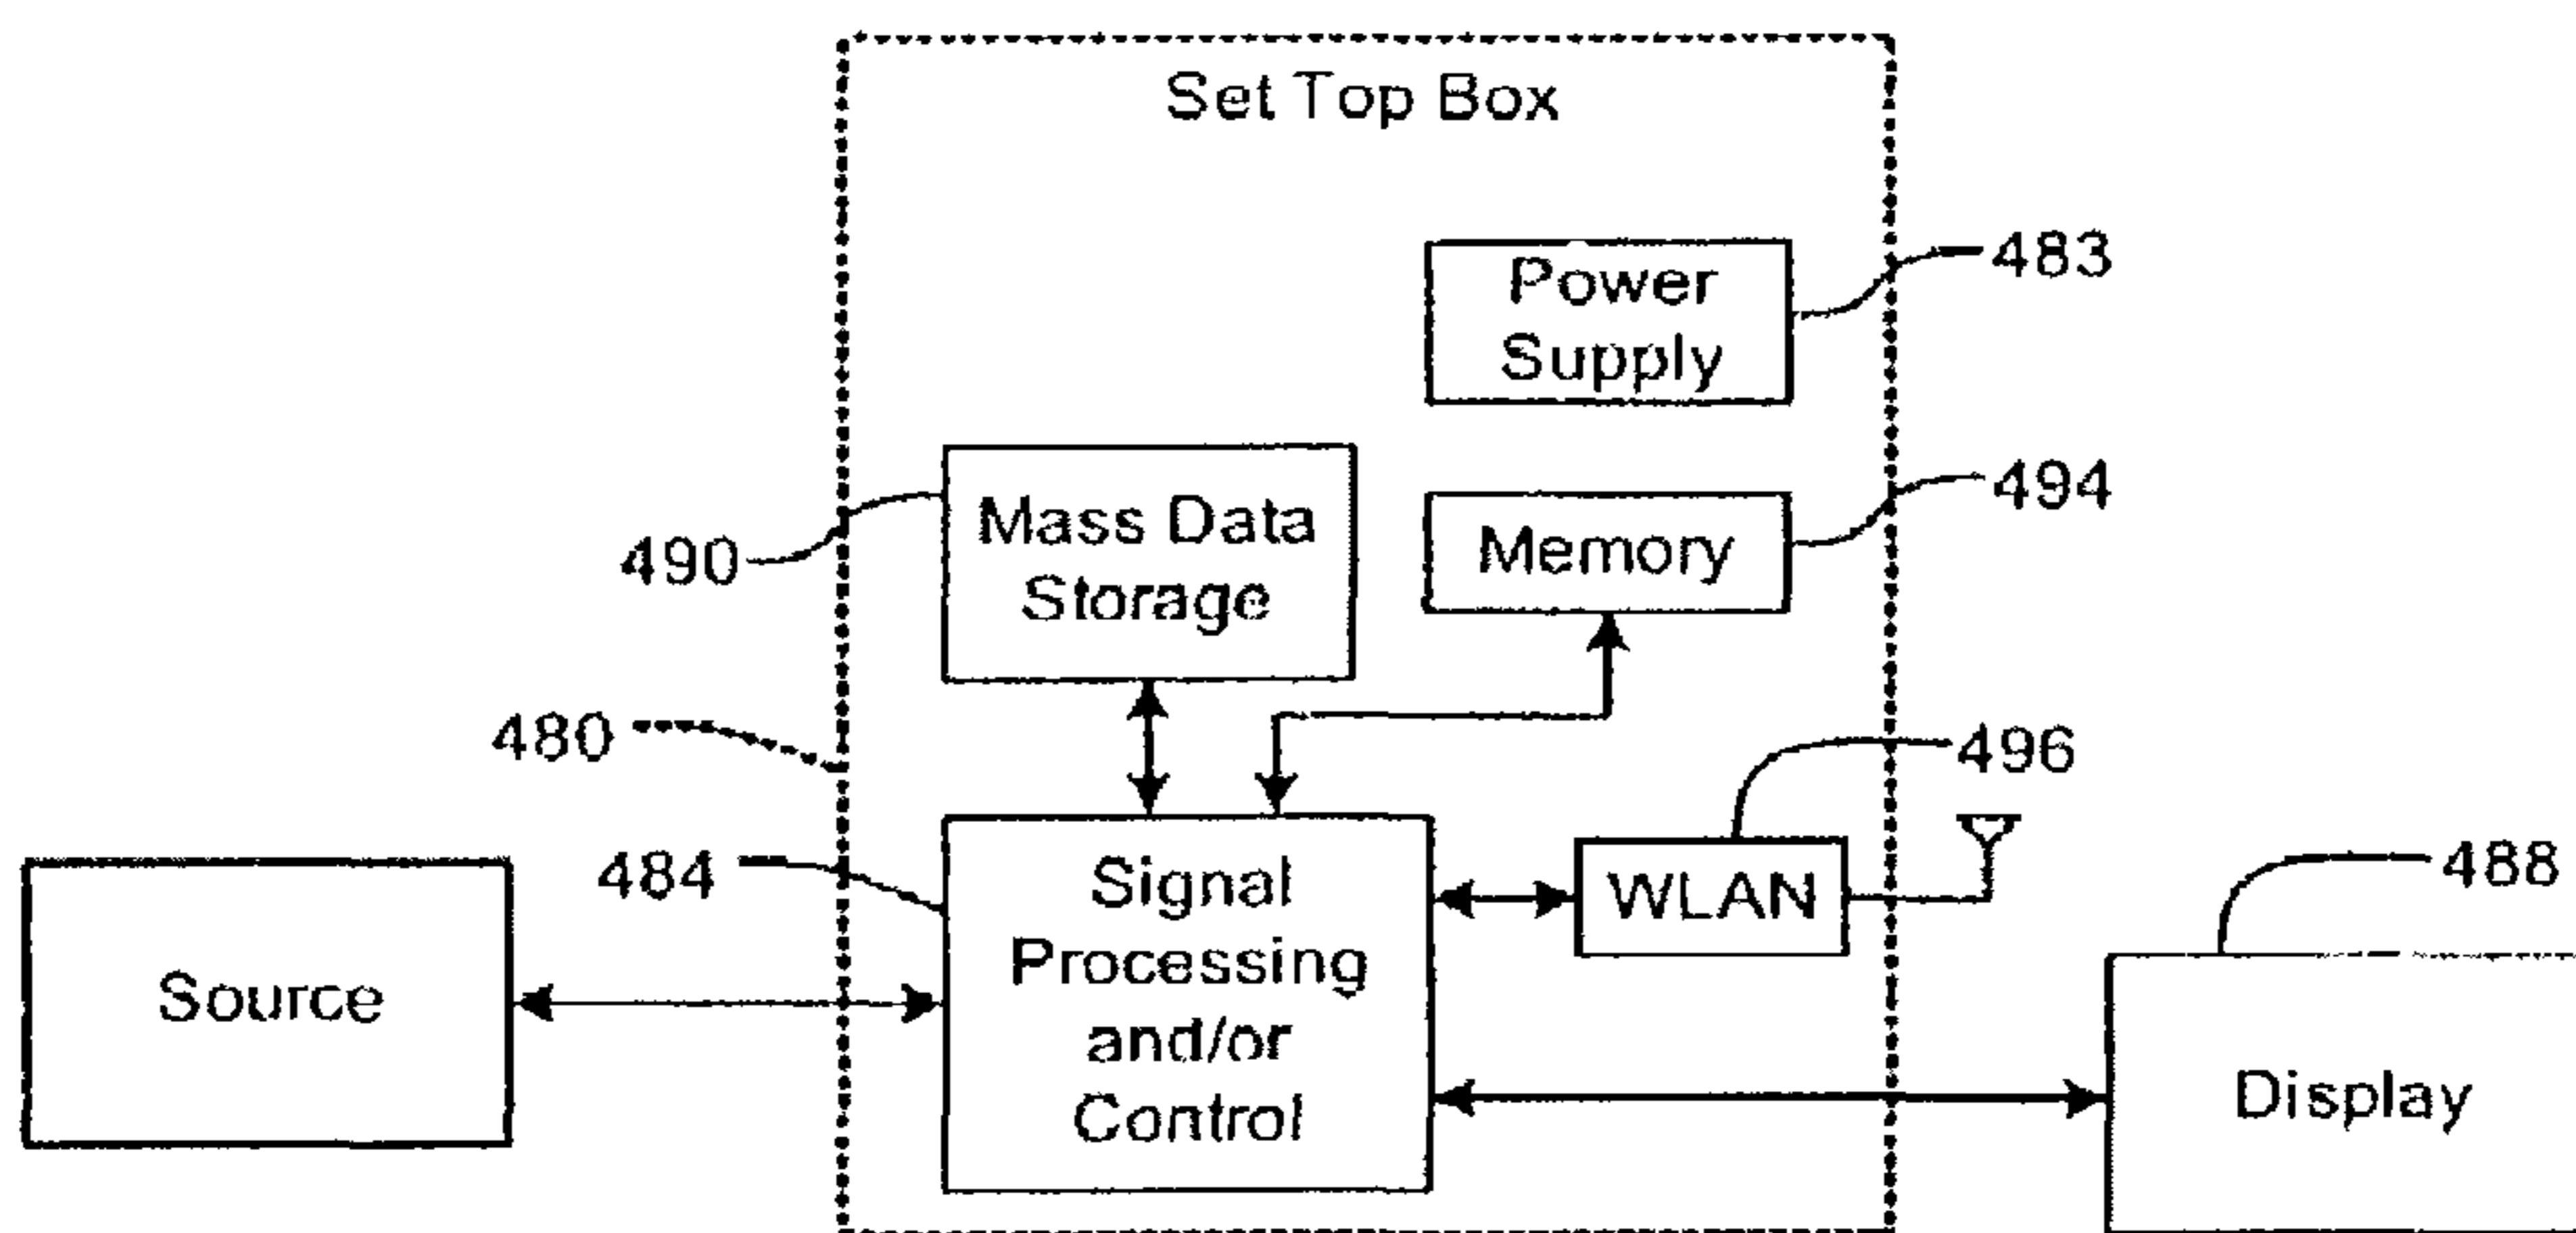 Set Top Box
Power
Supply
483
Mass Data
Storage
490
Memory
494
480
496
484
Signal
Processing
and/or
Control
WLAN
488
Source
Display